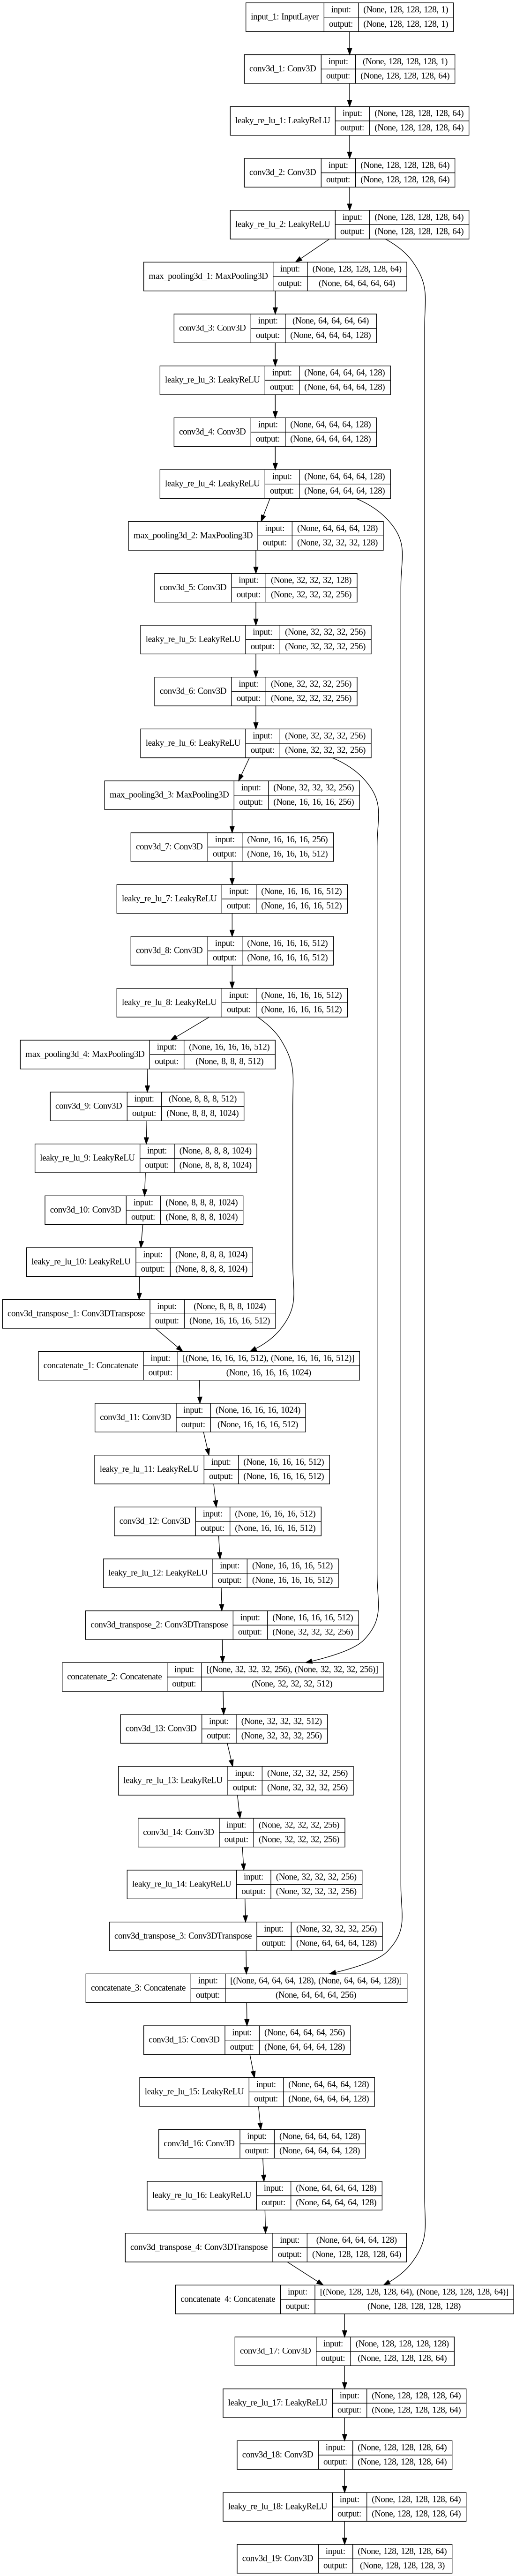 input_1: InputLayer
input: (None, 128, 128, 128, 1)
output: (None, 128, 128, 128, 1)
conv3d_1: Conv3D
input: (None, 128, 128, 128, 1)
output: (None, 128, 128, 128, 64)
leaky_re_lu_1: LeakyReLU
input: (None, 128, 128, 128, 64)
output: (None, 128, 128, 128, 64)
conv3d_2: Conv3D
input: (None, 128, 128, 128, 64)
output: (None, 128, 128, 128, 64)
leaky_re_lu_2: LeakyReLU
input: (None, 128, 128, 128, 64)
output: (None, 128, 128, 128, 64)
max_pooling3d_1: MaxPooling3D
input: (None, 128, 128, 128, 64)
output: (None, 64, 64, 64, 64)
conv3d_3: Conv3D
input: (None, 64, 64, 64, 64)
output: (None, 64, 64, 64, 128)
leaky_re_lu_3: LeakyReLU
input: (None, 64, 64, 64, 128)
output: (None, 64, 64, 64, 128)
conv3d_4: Conv3D
input: (None, 64, 64, 64, 128)
output: (None, 64, 64, 64, 128)
leaky_re_lu_4: LeakyReLU
input: (None, 64, 64, 64, 128)
output: (None, 64, 64, 64, 128)
max_pooling3d_2: MaxPooling3D
input: (None, 64, 64, 64, 128)
output: (None, 32, 32, 32, 128)
conv3d_5: Conv3D
input: (None, 32, 32, 32, 128)
output: (None, 32, 32, 32, 256)
leaky_re_lu_5: LeakyReLU
input: (None, 32, 32, 32, 256)
output: (None, 32, 32, 32, 256)
conv3d_6: Conv3D
input: (None, 32, 32, 32, 256)
output: (None, 32, 32, 32, 256)
leaky_re_lu_6: LeakyReLU
input: (None, 32, 32, 32, 256)
output: (None, 32, 32, 32, 256)
max_pooling3d_3: MaxPooling3D
input: (None, 32, 32, 32, 256)
output: (None, 16, 16, 16, 256)
conv3d_7: Conv3D
input: (None, 16, 16, 16, 256)
output: (None, 16, 16, 16, 512)
leaky_re_lu_7: LeakyReLU
input: (None, 16, 16, 16, 512)
output: (None, 16, 16, 16, 512)
conv3d_8: Conv3D
input: (None, 16, 16, 16, 512)
output: (None, 16, 16, 16, 512)
leaky_re_lu_8: LeakyReLU
input: (None, 16, 16, 16, 512)
output: (None, 16, 16, 16, 512)
max_pooling3d_4: MaxPooling3D
input: (None, 16, 16, 16, 512)
output: (None, 8, 8, 8, 512)
conv3d_9: Conv3D
input: (None, 8, 8, 8, 512)
output: (None, 8, 8, 8, 1024)
leaky_re_lu_9: LeakyReLU
input: (None, 8, 8, 8, 1024)
output: (None, 8, 8, 8, 1024)
conv3d_10: Conv3D
input: (None, 8, 8, 8, 1024)
output: (None, 8, 8, 8, 1024)
leaky_re_lu_10: LeakyReLU
input: (None, 8, 8, 8, 1024)
output: (None, 8, 8, 8, 1024)
conv3d_transpose_1: Conv3DTranspose
input: (None, 8, 8, 8, 1024)
output: (None, 16, 16, 16, 512)
concatenate_1: Concatenate
input: [(None, 16, 16, 16, 512), (None, 16, 16, 16, 512)]
output: (None, 16, 16, 16, 1024)
conv3d_11: Conv3D
input: (None, 16, 16, 16, 1024)
output: (None, 16, 16, 16, 512)
leaky_re_lu_11: LeakyReLU
input: (None, 16, 16, 16, 512)
output: (None, 16, 16, 16, 512)
conv3d_12: Conv3D
input: (None, 16, 16, 16, 512)
output: (None, 16, 16, 16, 512)
leaky_re_lu_12: LeakyReLU
input: (None, 16, 16, 16, 512)
output: (None, 16, 16, 16, 512)
conv3d_transpose_2: Conv3DTranspose
input: (None, 16, 16, 16, 512)
output: (None, 32, 32, 32, 256)
concatenate_2: Concatenate
input: [(None, 32, 32, 32, 256), (None, 32, 32, 32, 256)]
output: (None, 32, 32, 32, 512)
conv3d_13: Conv3D
input: (None, 32, 32, 32, 512)
output: (None, 32, 32, 32, 256)
leaky_re_lu_13: LeakyReLU
input: (None, 32, 32, 32, 256)
output: (None, 32, 32, 32, 256)
conv3d_14: Conv3D
input: (None, 32, 32, 32, 256)
output: (None, 32, 32, 32, 256)
leaky_re_lu_14: LeakyReLU
input: (None, 32, 32, 32, 256)
output: (None, 32, 32, 32, 256)
conv3d_transpose_3: Conv3DTranspose
input: (None, 32, 32, 32, 256)
output: (None, 64, 64, 64, 128)
concatenate_3: Concatenate
input: [(None, 64, 64, 64, 128), (None, 64, 64, 64, 128)]
output: (None, 64, 64, 64, 256)
conv3d_15: Conv3D
input: (None, 64, 64, 64, 256)
output: (None, 64, 64, 64, 128)
leaky_re_lu_15: LeakyReLU
input: (None, 64, 64, 64, 128)
output: (None, 64, 64, 64, 128)
conv3d_16: Conv3D
input: (None, 64, 64, 64, 128)
output: (None, 64, 64, 64, 128)
leaky_re_lu_16: LeakyReLU
input: (None, 64, 64, 64, 128)
output: (None, 64, 64, 64, 128)
conv3d_transpose_4: Conv3DTranspose
input: (None, 64, 64, 64, 128)
output: (None, 128, 128, 128, 64)
concatenate_4: Concatenate
input: [(None, 128, 128, 128, 64), (None, 128, 128, 128, 64)]
output: (None, 128, 128, 128, 128)
conv3d_17: Conv3D
input: (None, 128, 128, 128, 128)
output: (None, 128, 128, 128, 64)
leaky_re_lu_17: LeakyReLU
input: (None, 128, 128, 128, 64)
output: (None, 128, 128, 128, 64)
conv3d_18: Conv3D
input: (None, 128, 128, 128, 64)
output: (None, 128, 128, 128, 64)
leaky_re_lu_18: LeakyReLU
input: (None, 128, 128, 128, 64)
output: (None, 128, 128, 128, 64)
conv3d_19: Conv3D
input: (None, 128, 128, 128, 64)
output: (None, 128, 128, 128, 3)